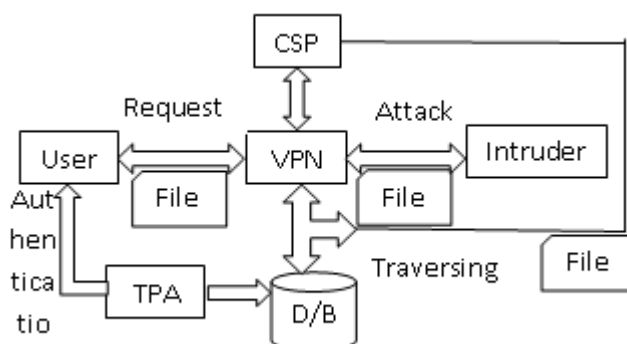 CSP
Request
Attack
User
VPN
Intruder
File
File
Aut
hen
tica
tio
TPA
D/B
Traversing
File